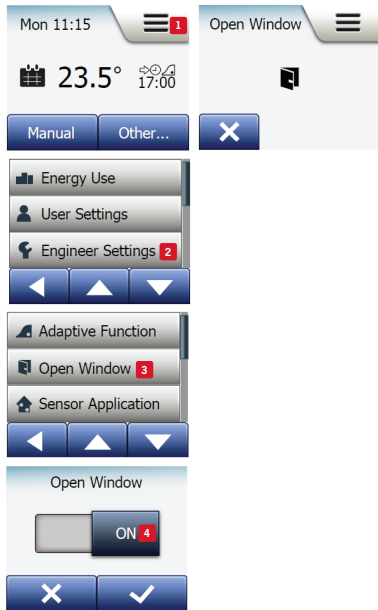 Mon 11:15
1
23.5°
17:00
Manual
Other...
Open Window
Energy Use
User Settings
Engineer Settings 2
Adaptive Function
Open Window 3
Sensor Application
Open Window
ON 4